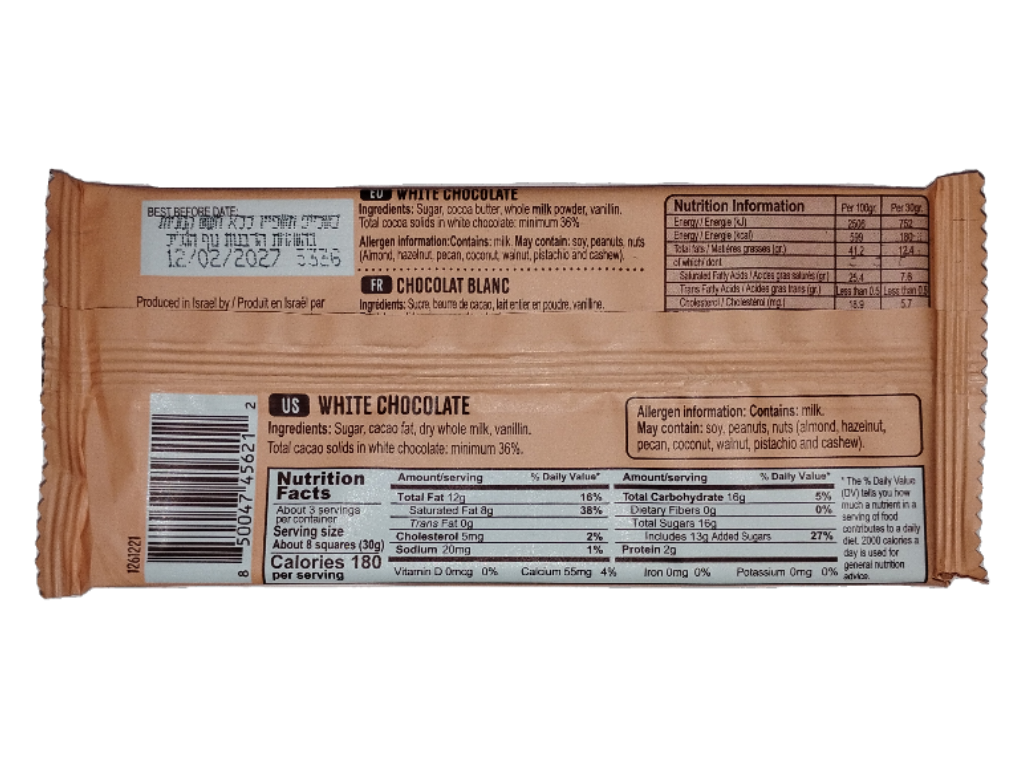 BEST BEFORE DATE:
12/02/2027 3326
Produced in Israel by / Produit en Israël par
EU WHITE CHOCOLATE
Ingredients: Sugar, cocoa butter, whole milk powder, vanillin.
Total cocoa solids in white chocolate: minimum 36%
Allergen information: Contains: milk. May contain: soy, peanuts, nuts
(Almond, hazelnut, pecan, coconut, walnut, pistachio and cashew).
FR CHOCOLAT BLANC
Ingrédients: Sucre, beurre de cacao, lait entier en poudre, vanilline.
Nutrition Information Per 100gr. Per 30gr.
Energy / Energie (kJ) 2508 752
Energy / Energie (kcal) 599 180
Total fats / Matières grasses (gr.) 41.2 12.4
of which/ dont
Saturated Fatty Acids / Acides gras saturés (gr) 25.4 7.6
Trans Fatty Acids / Acides gras trans (gr.) Less than 0.5 Less than 0.5
Cholesterol / Cholestérol (mg.) 18.9 5.7
US WHITE CHOCOLATE
Ingredients: Sugar, cacao fat, dry whole milk, vanillin.
Total cacao solids in white chocolate: minimum 36%.
Allergen information: Contains: milk.
May contain: soy, peanuts, nuts (almond, hazelnut,
pecan, coconut, walnut, pistachio and cashew).
1261221
8 50047 45621 2
Nutrition
Facts
About 3 servings
per container
Serving size
About 8 squares (30g)
Calories 180
per serving
Amount/serving % Daily Value*
Total Fat 12g 16%
Saturated Fat 8g 38%
Trans Fat 0g
Cholesterol 5mg 2%
Sodium 20mg 1%
Amount/serving % Daily Value*
Total Carbohydrate 16g 5%
Dietary Fibers 0g 0%
Total Sugars 16g
Includes 13g Added Sugars 27%
Protein 2g
Vitamin D 0mcg 0% Calcium 55mg 4% Iron 0mg 0% Potassium 0mg 0%
* The % Daily Value
(DV) tells you how
much a nutrient in a
serving of food
contributes to a daily
diet. 2000 calories a
day is used for
general nutrition
advice.